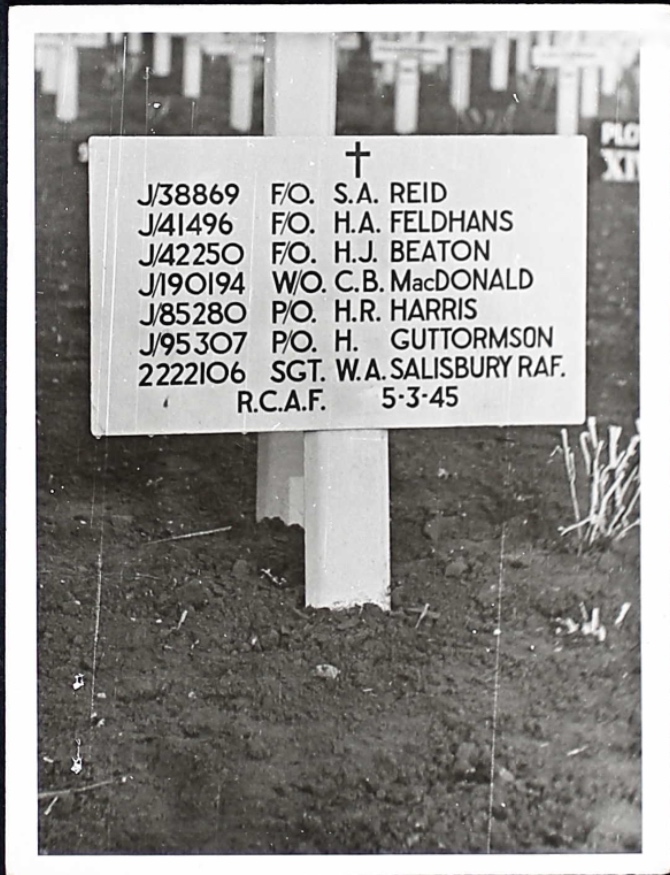 J/38869 F/O. S.A. REID
J/41496 F/O. H.A. FELDHANS
J/42250 F/O. H.J. BEATON
J/190194 W/O. C.B. MacDONALD
J/85280 P/O. H.R. HARRIS
J/95307 P/O. H. GUTTORMSON
2222106 SGT. W.A. SALISBURY RAF.
R.C.A.F. 5-3-45